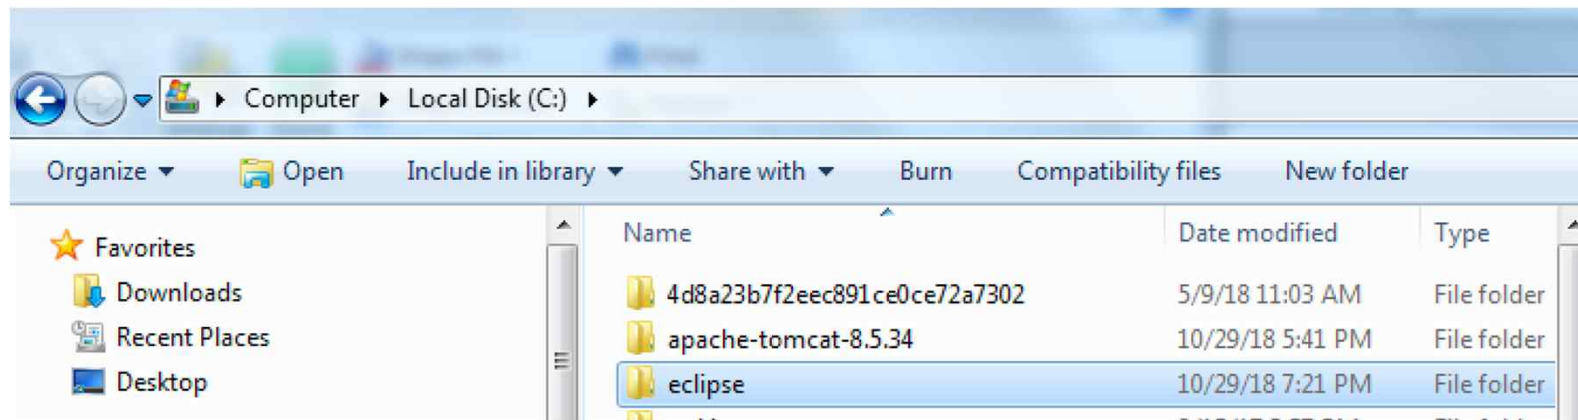 Computer Local Disk (C:)
Organize Open Include in library Share with Burn Compatibility files New folder
Favorites
Downloads
Recent Places
Desktop
Name Date modified Type
4d8a23b7f2eec891ce0ce72a7302 5/9/18 11:03 AM File folder
apache-tomcat-8.5.34 10/29/18 5:41 PM File folder
eclipse 10/29/18 7:21 PM File folder